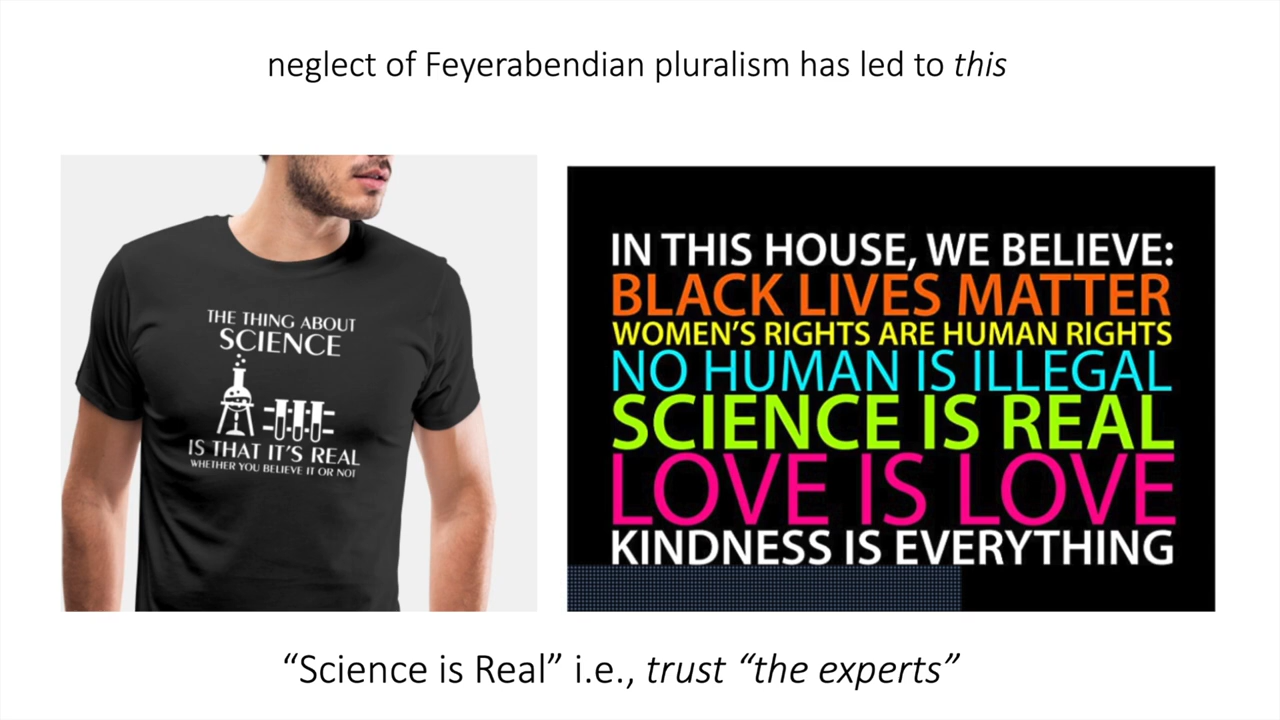 neglect of Feyerabendian pluralism has led to this
THE THING ABOUT
SCIENCE
IS THAT IT'S REAL
WHETHER YOU BELIEVE IT OR NOT
IN THIS HOUSE, WE BELIEVE:
BLACK LIVES MATTER
WOMEN'S RIGHTS ARE HUMAN RIGHTS
NO HUMAN IS ILLEGAL
SCIENCE IS REAL
LOVE IS LOVE
KINDNESS IS EVERYTHING
“Science is Real” i.e., trust “the experts”